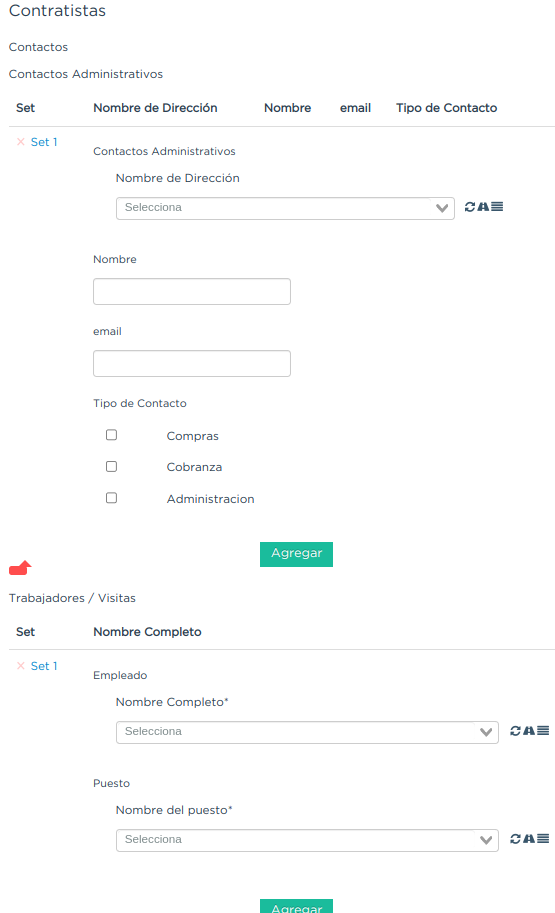 Contratistas
Contactos
Contactos Administrativos
Set Nombre de Dirección Nombre email Tipo de Contacto
× Set 1
Contactos Administrativos
Nombre de Dirección
Selecciona
Nombre
email
Tipo de Contacto
Compras
Cobranza
Administracion
Agregar
Trabajadores / Visitas
Set Nombre Completo
× Set 1
Empleado
Nombre Completo*
Selecciona
Puesto
Nombre del puesto*
Selecciona
Agregar